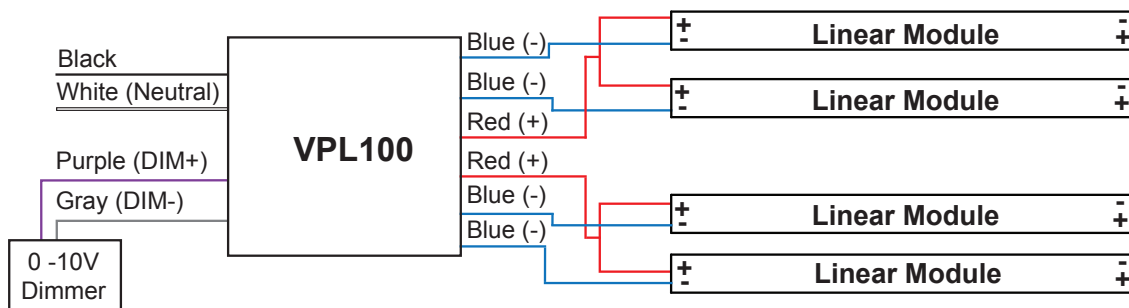 Black
White (Neutral)
Purple (DIM+)
Gray (DIM-)
0 -10V
Dimmer
VPL100
Blue (-)
Blue (-)
Red (+)
Red (+)
Blue (-)
Blue (-)
+ Linear Module -
- +
+ Linear Module -
- +
+ Linear Module -
- +
+ Linear Module -
- +